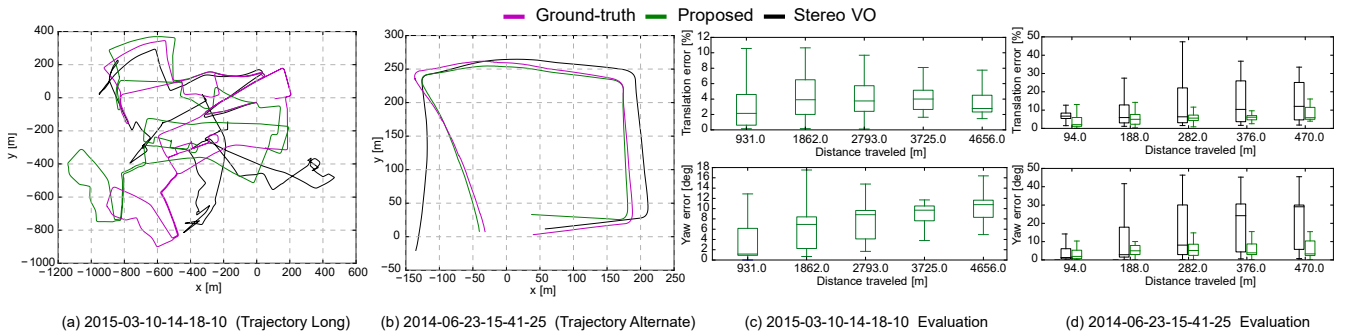 Ground-truth Proposed Stereo VO
400
200
0
−200
−400
−600
−800
−1000
y [m]
−1200 −1000 −800 −600 −400 −200 0 200 400 600
x [m]
(a) 2015-03-10-14-18-10 (Trajectory Long)
300
250
200
150
100
50
0
−50
y [m]
−150 −100 −50 0 50 100 150 200 250
x [m]
(b) 2014-06-23-15-41-25 (Trajectory Alternate)
12
10
8
6
4
2
0
Translation error [%]
931.0 1862.0 2793.0 3725.0 4656.0
Distance traveled [m]
18
16
14
12
10
8
6
4
2
0
Yaw error [deg]
931.0 1862.0 2793.0 3725.0 4656.0
Distance traveled [m]
(c) 2015-03-10-14-18-10 Evaluation
50
40
30
20
10
0
Translation error [%]
94.0 188.0 282.0 376.0 470.0
Distance traveled [m]
50
40
30
20
10
0
Yaw error [deg]
94.0 188.0 282.0 376.0 470.0
Distance traveled [m]
(d) 2014-06-23-15-41-25 Evaluation